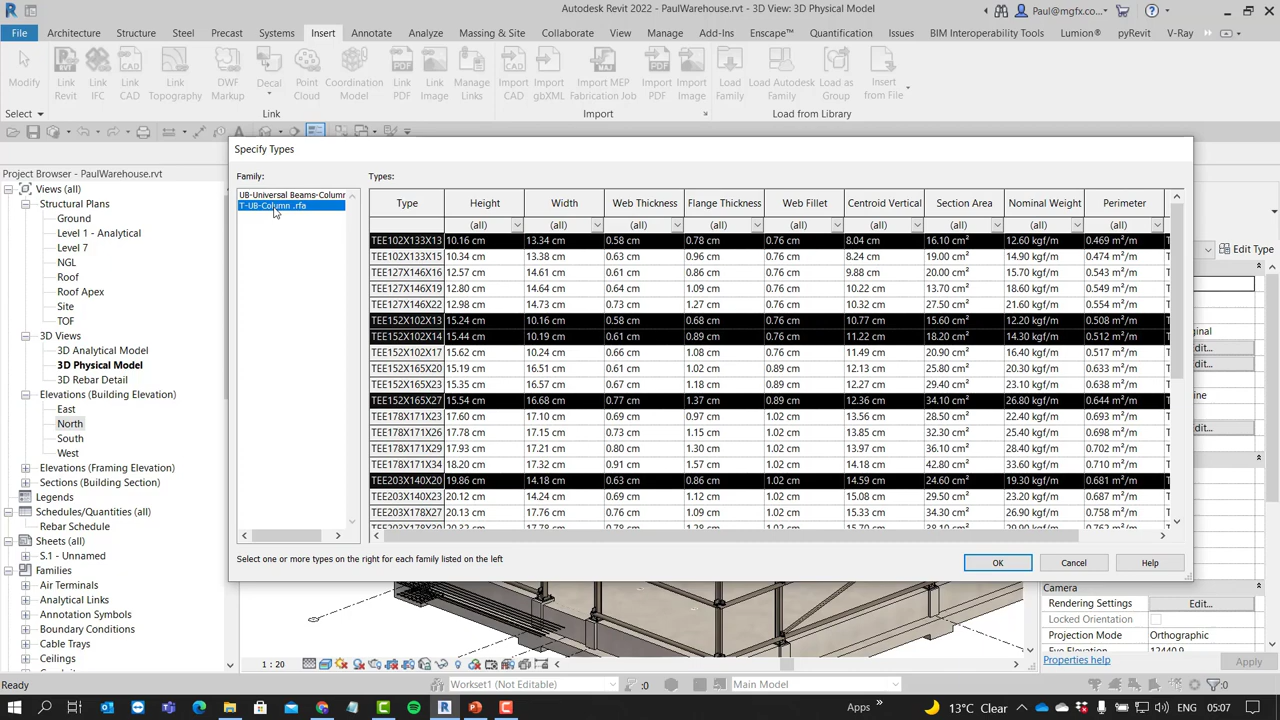 Autodesk Revit 2022 - PaulWarehouse.rvt - 3D View: 3D Physical Model
Paul@mgfx.co...
File Architecture Structure Steel Precast Systems Insert Annotate Analyze Massing & Site Collaborate View Manage Add-Ins Enscape™ Quantification Issues BIM Interoperability Tools Lumion® pyRevit V-Ray
Modify
Link Revit
Link IFC
Link CAD
Link Topography
DWF Markup
Decal
Point Cloud
Coordination Model
Link PDF
Link Image
Manage Links
Import CAD
Import gbXML
Import MEP Fabrication Job
Import PDF
Import Image
Load Family
Load Autodesk Family
Load as Group
Insert from File
Select
Link
Import
Load from Library
Project Browser - PaulWarehouse.rvt
Views (all)
Structural Plans
Ground
Level 1 - Analytical
Level 7
NGL
Roof
Roof Apex
Site
TOF
3D Views
3D Analytical Model
3D Physical Model
3D Rebar Detail
Elevations (Building Elevation)
East
North
South
West
Elevations (Framing Elevation)
Sections (Building Section)
Legends
Schedules/Quantities (all)
Rebar Schedule
Sheets (all)
S.1 - Unnamed
Families
Air Terminals
Analytical Links
Annotation Symbols
Boundary Conditions
Cable Trays
Ceilings
Specify Types
Family:
UB-Universal Beams-Column
T-UB-Column .rfa
Types:
Type Height Width Web Thickness Flange Thickness Web Fillet Centroid Vertical Section Area Nominal Weight Perimeter
(all) (all) (all) (all) (all) (all) (all) (all) (all)
TEE102X133X13 10.16 cm 13.34 cm 0.58 cm 0.78 cm 0.76 cm 8.04 cm 16.10 cm² 12.60 kgf/m 0.469 m²/m
TEE102X133X15 10.34 cm 13.38 cm 0.63 cm 0.96 cm 0.76 cm 8.24 cm 19.00 cm² 14.90 kgf/m 0.474 m²/m
TEE127X146X16 12.57 cm 14.61 cm 0.61 cm 0.86 cm 0.76 cm 9.88 cm 20.00 cm² 15.70 kgf/m 0.543 m²/m
TEE127X146X19 12.80 cm 14.64 cm 0.64 cm 1.09 cm 0.76 cm 10.22 cm 13.70 cm² 18.60 kgf/m 0.549 m²/m
TEE127X146X22 12.98 cm 14.73 cm 0.73 cm 1.27 cm 0.76 cm 10.32 cm 27.50 cm² 21.60 kgf/m 0.554 m²/m
TEE152X102X13 15.24 cm 10.16 cm 0.58 cm 0.68 cm 0.76 cm 10.77 cm 15.60 cm² 12.20 kgf/m 0.508 m²/m
TEE152X102X14 15.44 cm 10.19 cm 0.61 cm 0.89 cm 0.76 cm 11.22 cm 18.20 cm² 14.30 kgf/m 0.512 m²/m
TEE152X102X17 15.62 cm 10.24 cm 0.66 cm 1.08 cm 0.76 cm 11.49 cm 20.90 cm² 16.40 kgf/m 0.517 m²/m
TEE152X165X20 15.19 cm 16.51 cm 0.61 cm 1.02 cm 0.89 cm 12.13 cm 25.80 cm² 20.30 kgf/m 0.633 m²/m
TEE152X165X23 15.35 cm 16.57 cm 0.67 cm 1.18 cm 0.89 cm 12.27 cm 29.40 cm² 23.10 kgf/m 0.638 m²/m
TEE152X165X27 15.54 cm 16.68 cm 0.77 cm 1.37 cm 0.89 cm 12.36 cm 34.10 cm² 26.80 kgf/m 0.644 m²/m
TEE178X171X23 17.60 cm 17.10 cm 0.69 cm 0.97 cm 1.02 cm 13.56 cm 28.50 cm² 22.40 kgf/m 0.693 m²/m
TEE178X171X26 17.78 cm 17.15 cm 0.73 cm 1.15 cm 1.02 cm 13.85 cm 32.30 cm² 25.40 kgf/m 0.698 m²/m
TEE178X171X29 17.93 cm 17.21 cm 0.80 cm 1.30 cm 1.02 cm 13.97 cm 36.10 cm² 28.40 kgf/m 0.702 m²/m
TEE178X171X34 18.20 cm 17.32 cm 0.91 cm 1.57 cm 1.02 cm 14.18 cm 42.80 cm² 33.60 kgf/m 0.710 m²/m
TEE203X140X20 19.86 cm 14.18 cm 0.63 cm 0.86 cm 1.02 cm 14.59 cm 24.60 cm² 19.30 kgf/m 0.681 m²/m
TEE203X140X23 20.12 cm 14.24 cm 0.69 cm 1.12 cm 1.02 cm 15.08 cm 29.50 cm² 23.20 kgf/m 0.687 m²/m
TEE203X178X27 20.13 cm 17.76 cm 0.76 cm 1.09 cm 1.02 cm 15.33 cm 34.30 cm² 26.90 kgf/m 0.758 m²/m
Select one or more types on the right for each family listed on the left
OK Cancel Help
Edit Type
Camera
Rendering Settings Edit...
Locked Orientation
Projection Mode Orthographic
Properties help Apply
1 : 20
Ready
Workset1 (Not Editable)
:0
Main Model
:0
Apps
13°C Clear
ENG
05:07